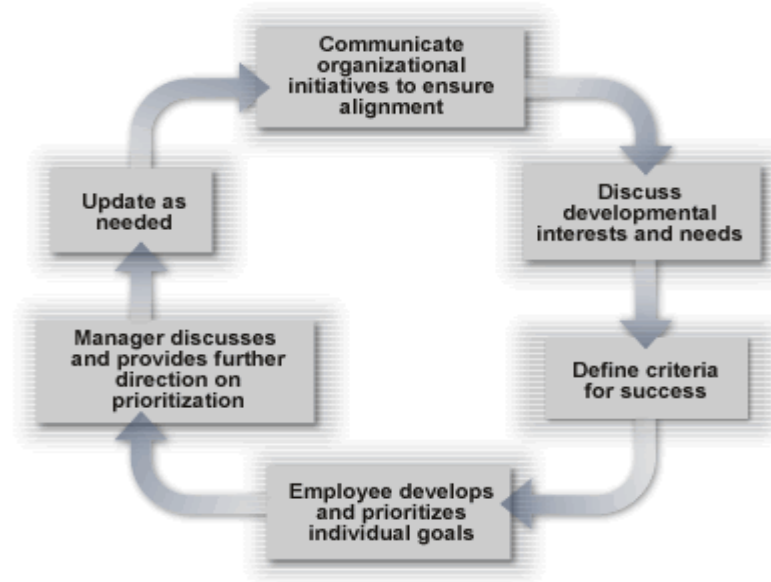 Communicate
organizational
initiatives to ensure
alignment
Discuss
developmental
interests and needs
Define criteria
for success
Employee develops
and prioritizes
individual goals
Manager discusses
and provides further
direction on
prioritization
Update as
needed